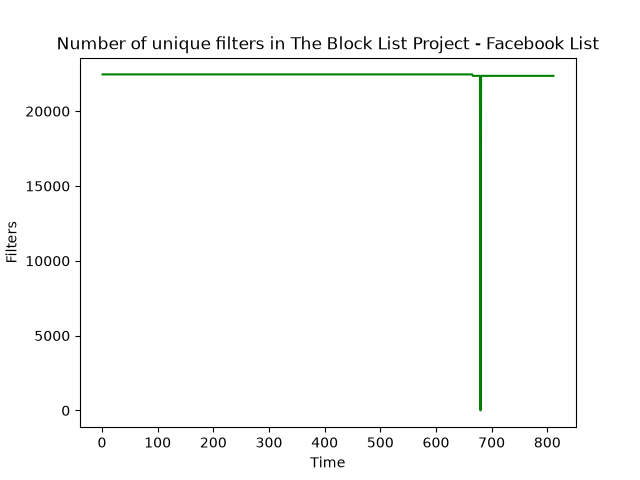 Number of unique filters in The Block List Project - Facebook List
20000
15000
10000
5000
0
Filters
0 100 200 300 400 500 600 700 800
Time